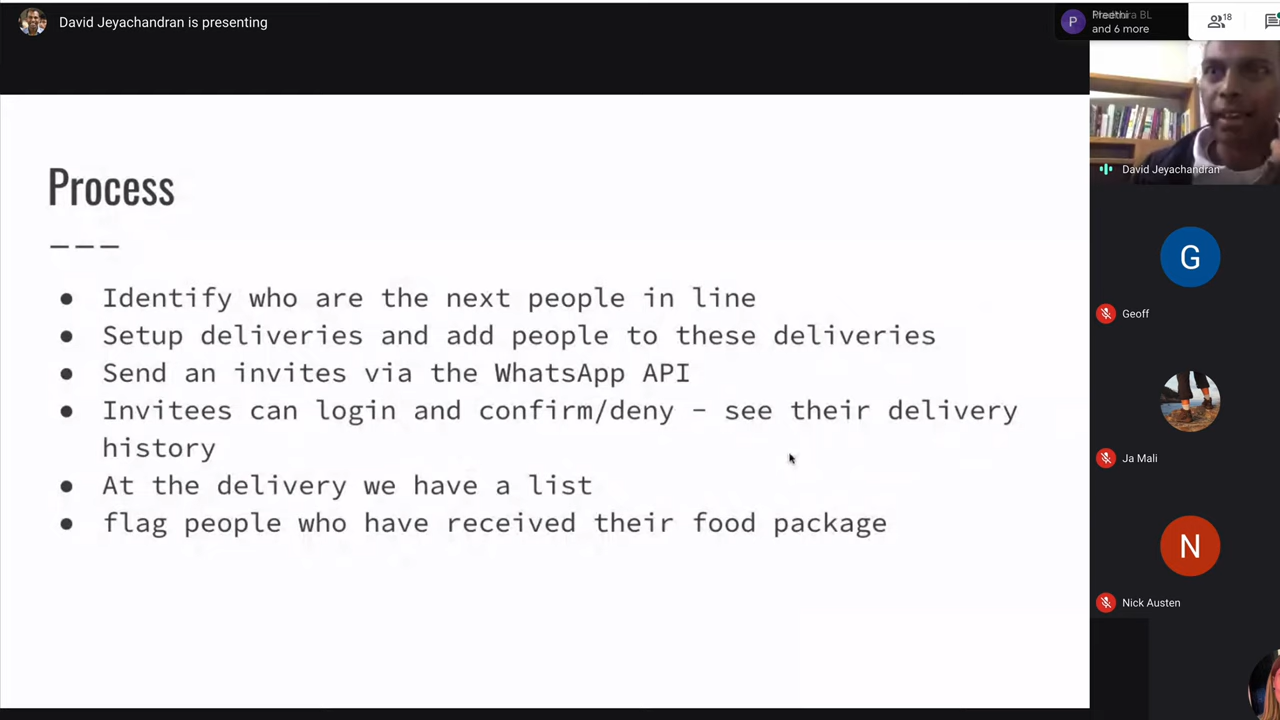 David Jeyachandran is presenting
P
and 6 more
18
Process
---
● Identify who are the next people in line
● Setup deliveries and add people to these deliveries
● Send an invites via the WhatsApp API
● Invitees can login and confirm/deny - see their delivery
history
● At the delivery we have a list
● flag people who have received their food package
David Jeyachandran
G
Geoff
Ja Mali
N
Nick Austen